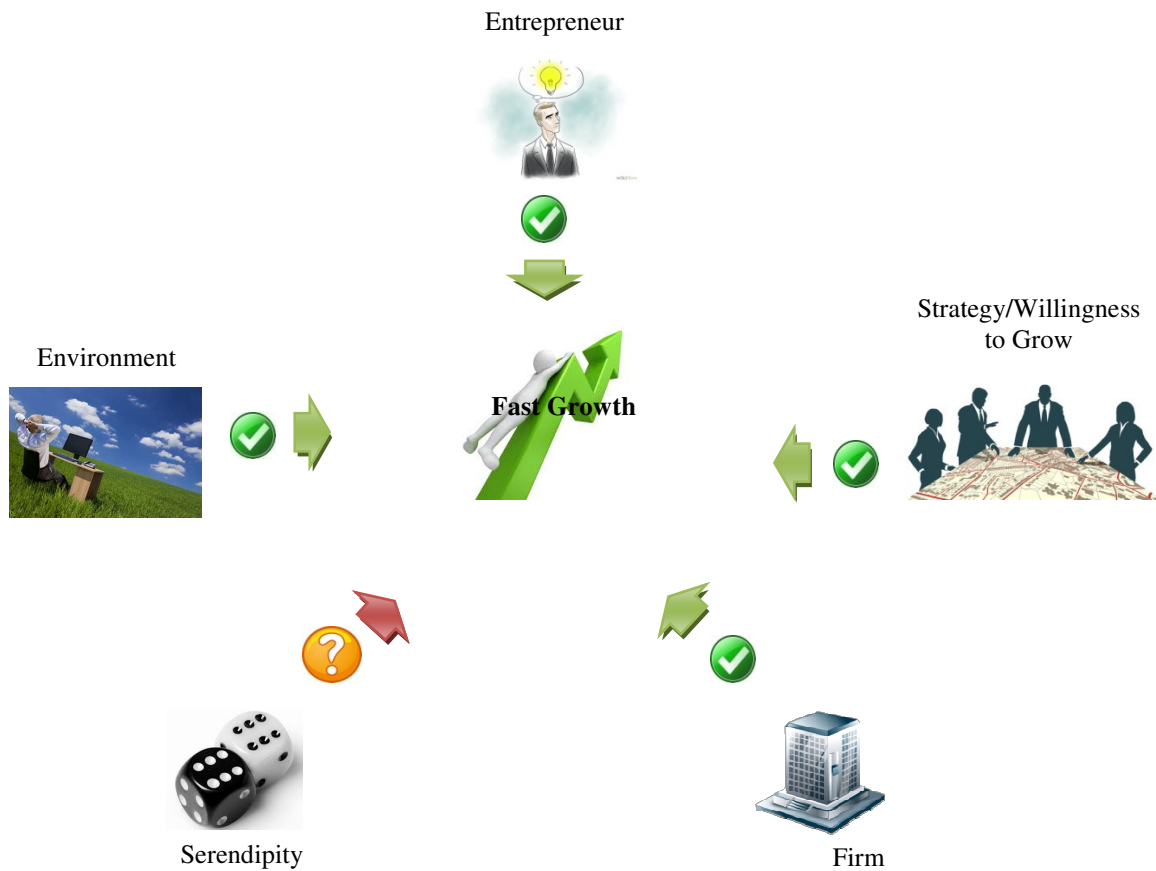 Entrepreneur
Strategy/Willingness
to Grow
Environment
Fast Growth
?
Serendipity
Firm